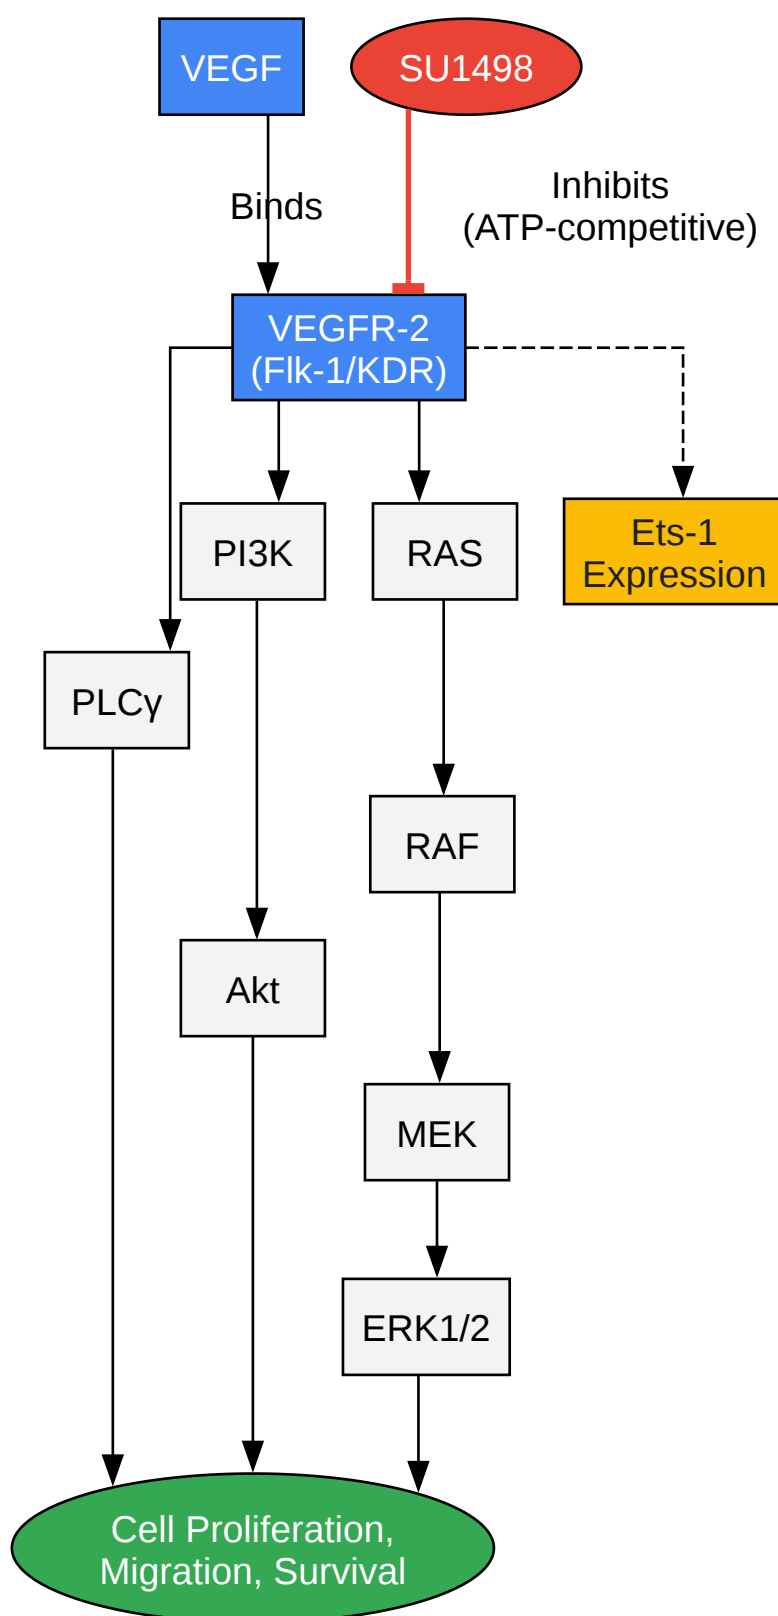 VEGF
SU1498
Binds
Inhibits
(ATP-competitive)
VEGFR-2
(Flk-1/KDR)
PI3K
RAS
Ets-1
Expression
PLCγ
RAF
Akt
MEK
ERK1/2
Cell Proliferation,
Migration, Survival